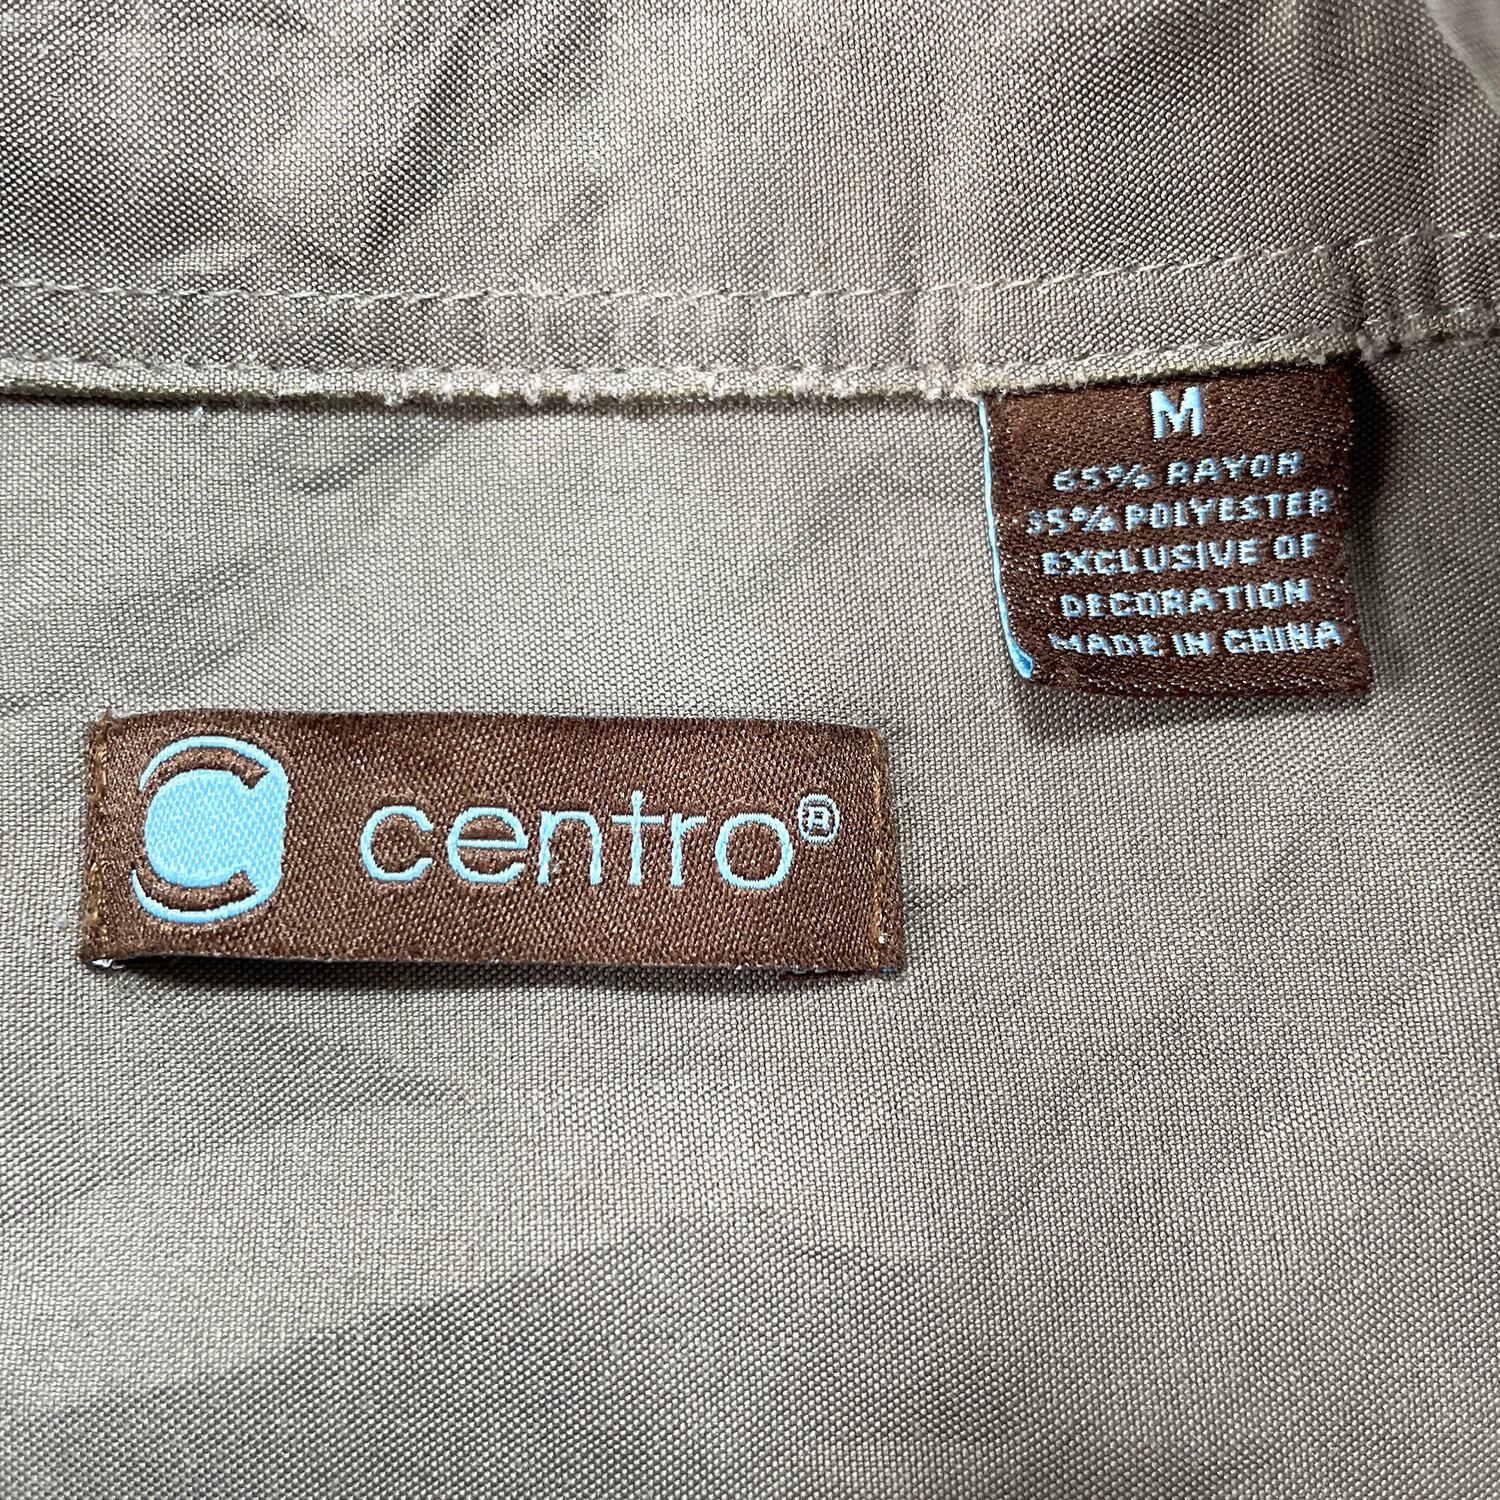 M
65% RAYON
35% POLYESTER
EXCLUSIVE OF
DECORATION
MADE IN CHINA
centro®